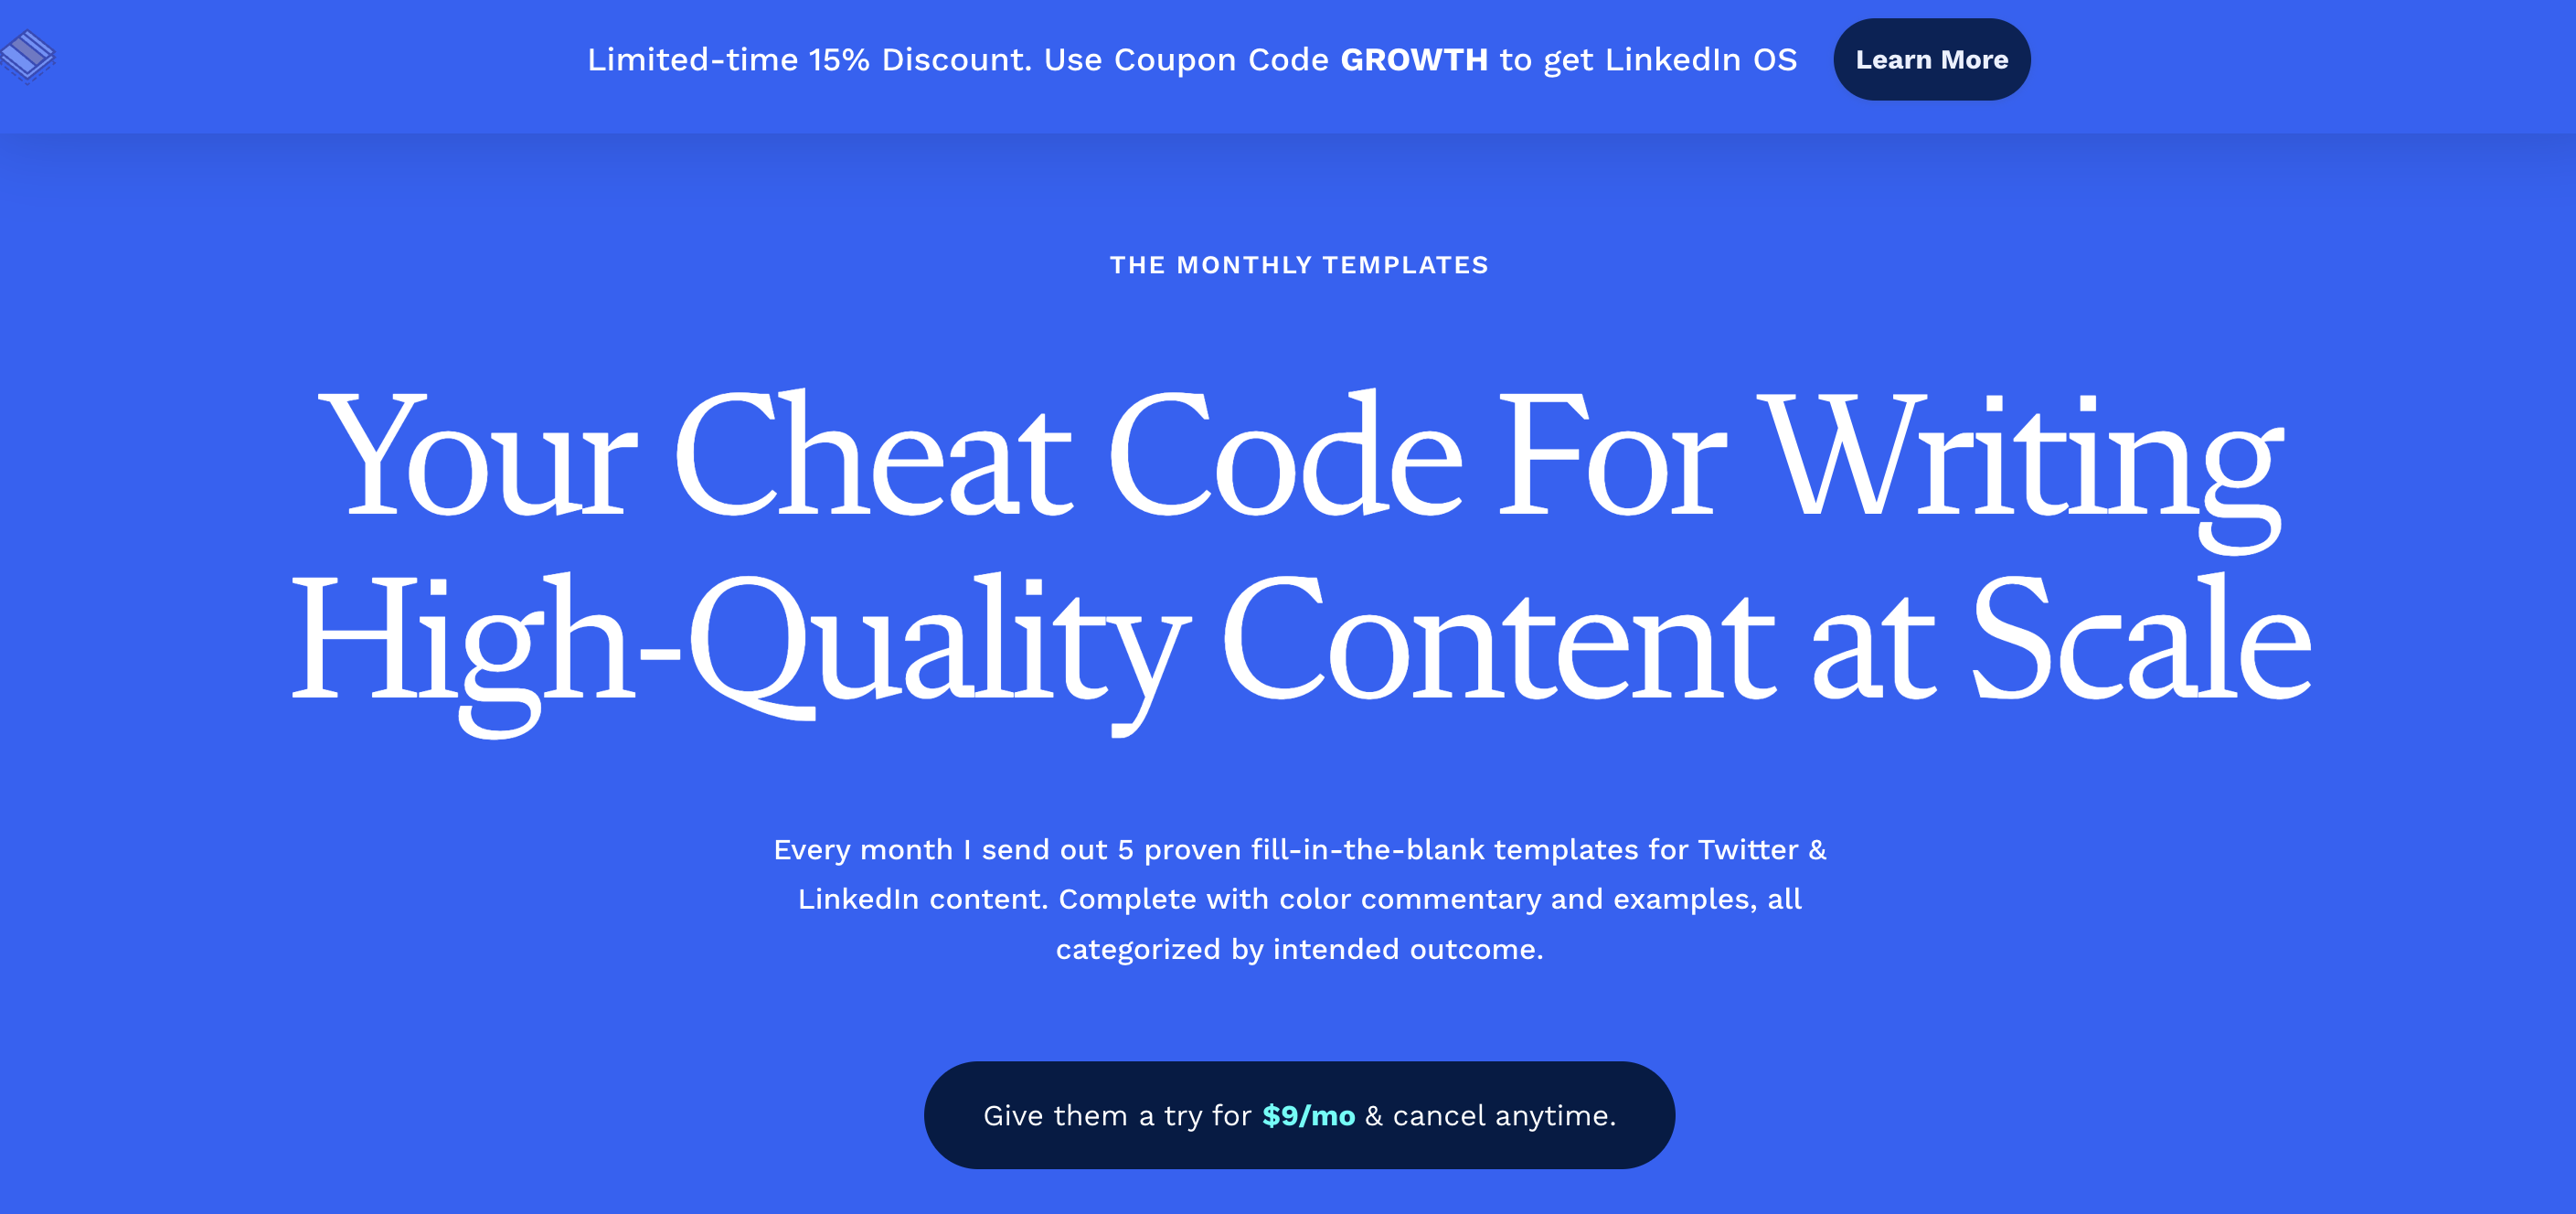 Limited-time 15% Discount. Use Coupon Code GROWTH to get LinkedIn OS
Learn More
THE MONTHLY TEMPLATES
Your Cheat Code For Writing
High-Quality Content at Scale
Every month I send out 5 proven fill-in-the-blank templates for Twitter &
LinkedIn content. Complete with color commentary and examples, all
categorized by intended outcome.
Give them a try for $9/mo & cancel anytime.